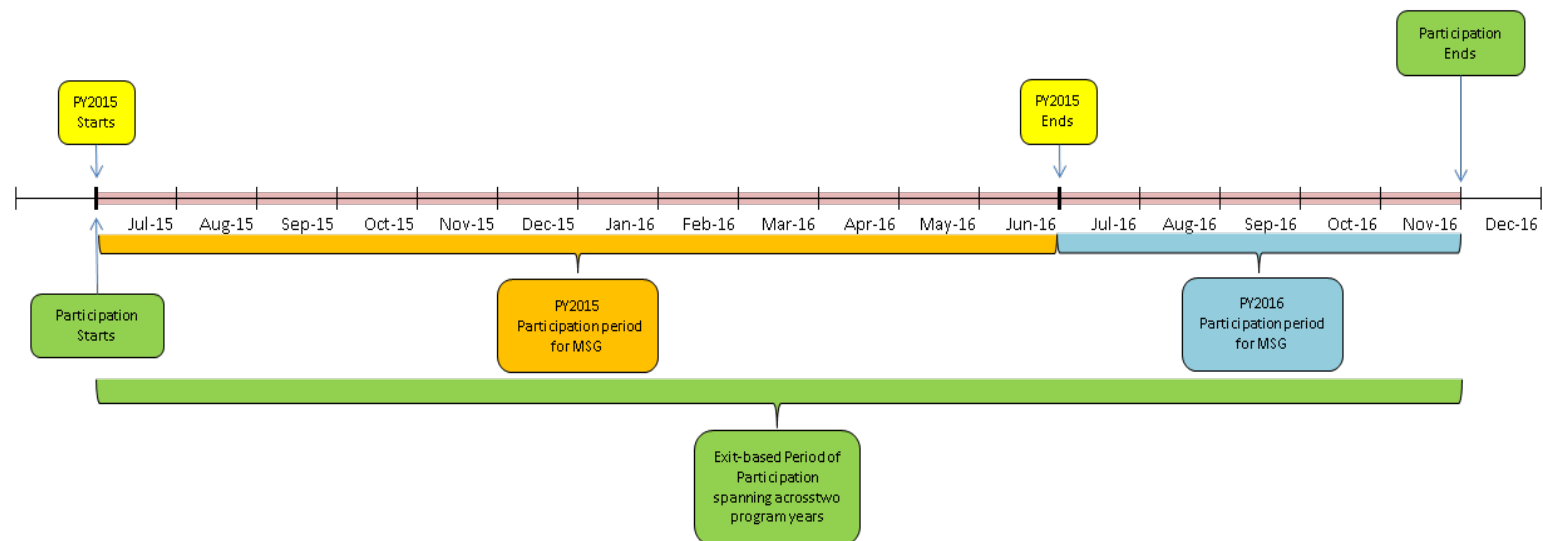 Participation
Ends
PY2015
Starts
PY2015
Ends
Jul-15 Aug-15 Sep-15 Oct-15 Nov-15 Dec-15 Jan-16 Feb-16 Mar-16 Apr-16 May-16 Jun-16 Jul-16 Aug-16 Sep-16 Oct-16 Nov-16 Dec-16
Participation
Starts
PY2015
Participation period
for MSG
PY2016
Participation period
for MSG
Exit-based Period of
Participation
spanning acrosstwo
program years